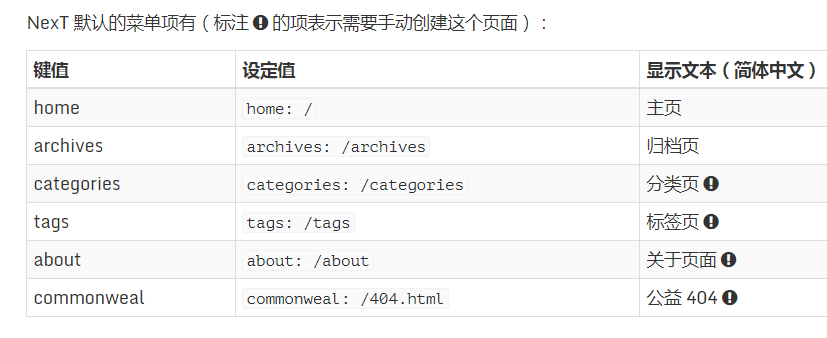 NexT 默认的菜单项有（标注 的项表示需要手动创建这个页面）：
键值 设定值 显示文本（简体中文）
home home: / 主页
archives archives: /archives 归档页
categories categories: /categories 分类页
tags tags: /tags 标签页
about about: /about 关于页面
commonweal commonweal: /404.html 公益 404